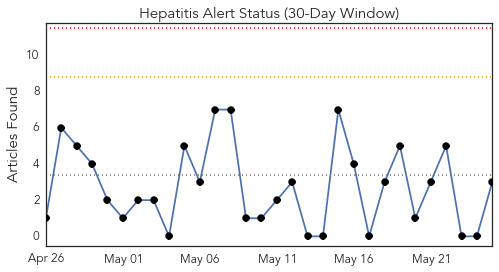 Hepatitis Alert Status (30-Day Window)
Articles Found
10
8
6
4
2
0
Apr 26
May 01
May 06
May 11
May 16
May 21